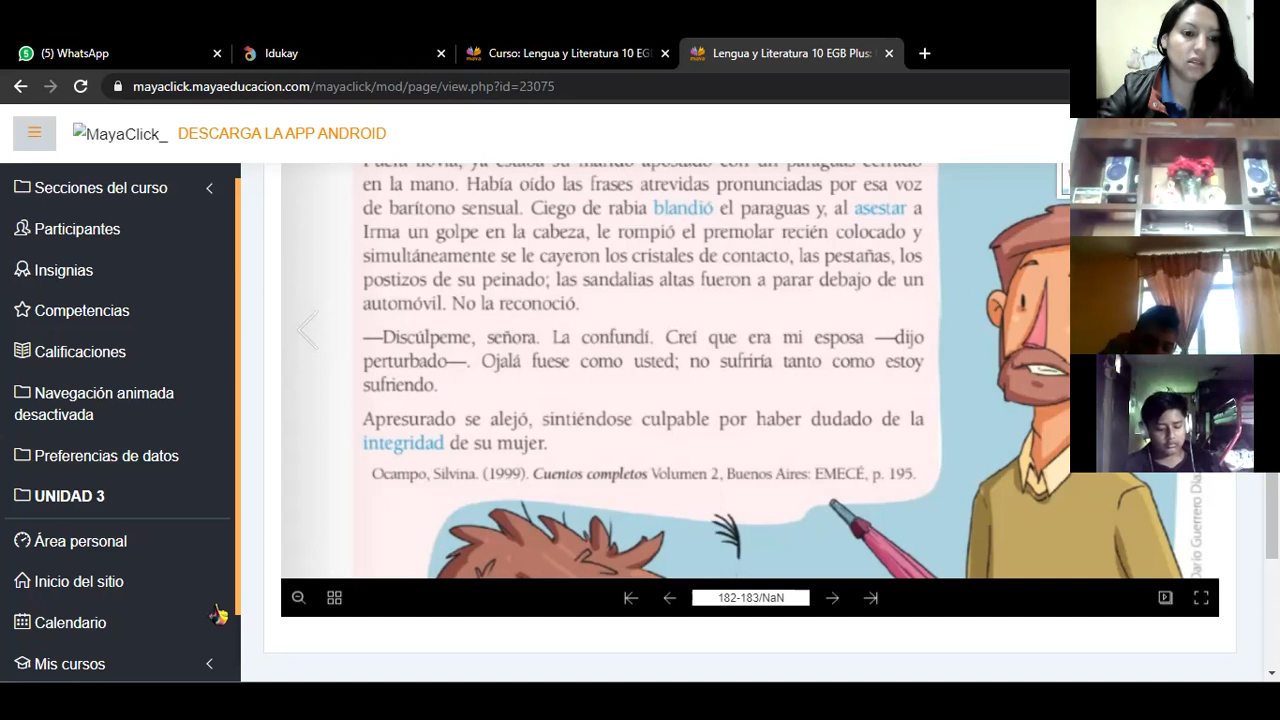 (5) WhatsApp
Idukay
Curso: Lengua y Literatura 10 EGB
Lengua y Literatura 10 EGB Plus:
mayaclick.mayaeducacion.com/mayaclick/mod/page/view.php?id=23075
MayaClick_
DESCARGA LA APP ANDROID
Secciones del curso
Participantes
Insignias
Competencias
Calificaciones
Navegación animada
desactivada
Preferencias de datos
UNIDAD 3
Área personal
Inicio del sitio
Calendario
Mis cursos
en la mano. Había oído las frases atrevidas pronunciadas por esa voz
de barítono sensual. Ciego de rabia blandió el paraguas y, al asestar a
Irma un golpe en la cabeza, le rompió el premolar recién colocado y
simultáneamente se le cayeron los cristales de contacto, las pestañas, los
postizos de su peinado; las sandalias altas fueron a parar debajo de un
automóvil. No la reconoció.
—Discúlpeme, señora. La confundí. Creí que era mi esposa —dijo
perturbado—. Ojalá fuese como usted; no sufriría tanto como estoy
sufriendo.
Apresurado se alejó, sintiéndose culpable por haber dudado de la
integridad de su mujer.
Ocampo, Silvina. (1999). Cuentos completos Volumen 2, Buenos Aires: EMECÉ, p. 195.
Darío Guerrero
182-183/NaN